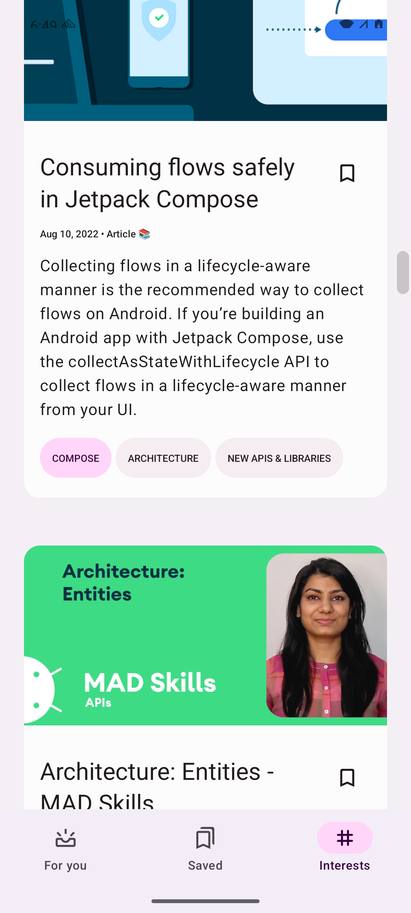 6:49
Consuming flows safely
in Jetpack Compose
Aug 10, 2022 • Article 📚
Collecting flows in a lifecycle-aware
manner is the recommended way to collect
flows on Android. If you’re building an
Android app with Jetpack Compose, use
the collectAsStateWithLifecycle API to
collect flows in a lifecycle-aware manner
from your UI.
COMPOSE ARCHITECTURE NEW APIS & LIBRARIES
Architecture:
Entities
MAD Skills
APIs
Architecture: Entities -
MAD Skills
For you Saved Interests